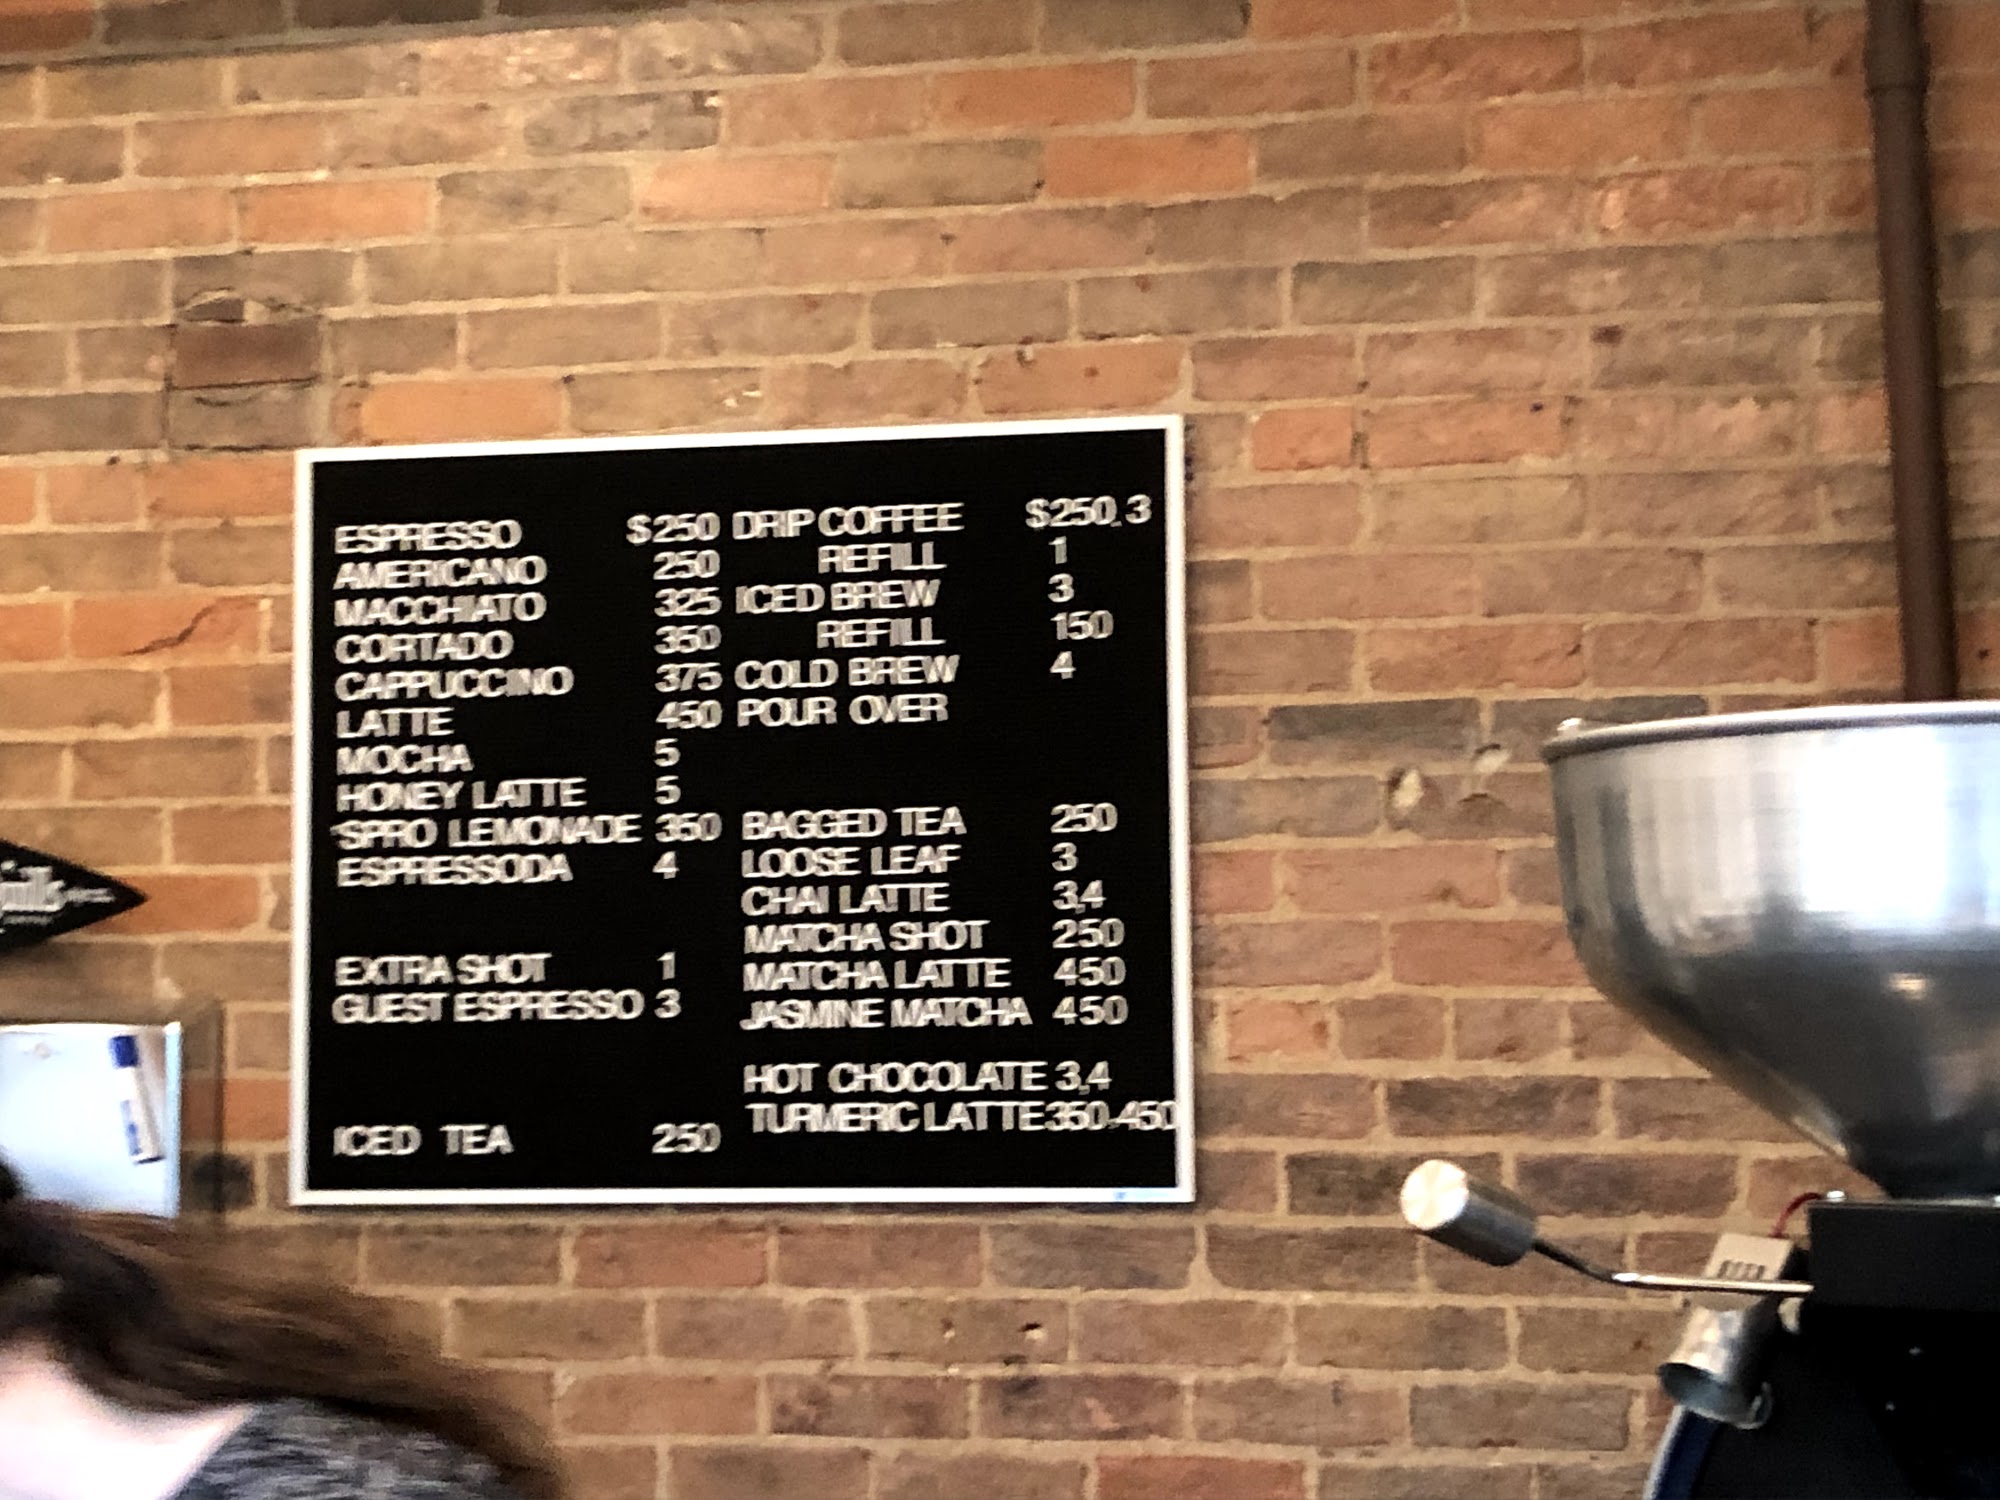 ESPRESSO $250
AMERICANO 250
MACCHIATO 325
CORTADO 350
CAPPUCCINO 375
LATTE 450
MOCHA 5
HONEY LATTE 5
'SPRO LEMONADE 350
ESPRESSODA 4
EXTRA SHOT 1
GUEST ESPRESSO 3
ICED TEA 250
DRIP COFFEE $250, 3
REFILL 1
ICED BREW 3
REFILL 150
COLD BREW 4
POUR OVER
BAGGED TEA 250
LOOSE LEAF 3
CHAI LATTE 3,4
MATCHA SHOT 250
MATCHA LATTE 450
JASMINE MATCHA 450
HOT CHOCOLATE 3,4
TURMERIC LATTE 350-450